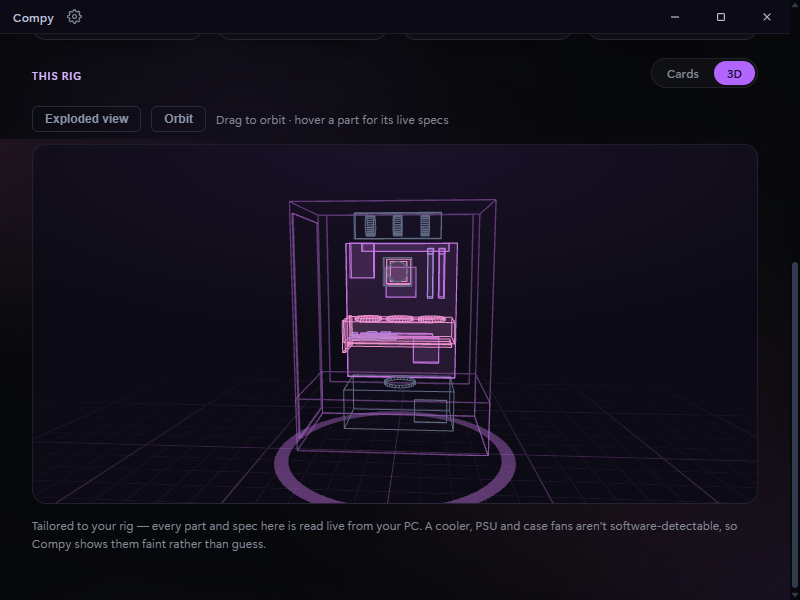 Compy
THIS RIG
Cards
3D
Exploded view
Orbit
Drag to orbit · hover a part for its live specs
Tailored to your rig — every part and spec here is read live from your PC. A cooler, PSU and case fans aren't software-detectable, so
Compy shows them faint rather than guess.